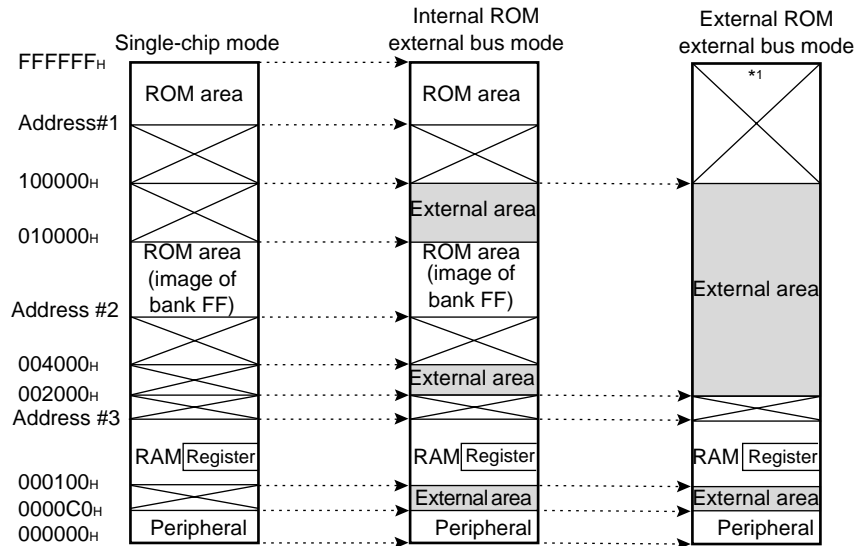 Single-chip mode
Internal ROM
external bus mode
External ROM
external bus mode
FFFFFFH
Address#1
100000H
010000H
Address #2
004000H
002000H
Address #3
000100H
0000C0H
000000H
ROM area
ROM area
(image of
bank FF)
RAM
Register
Peripheral
ROM area
External area
ROM area
(image of
bank FF)
External area
RAM
Register
External area
Peripheral
*1
External area
RAM
Register
External area
Peripheral